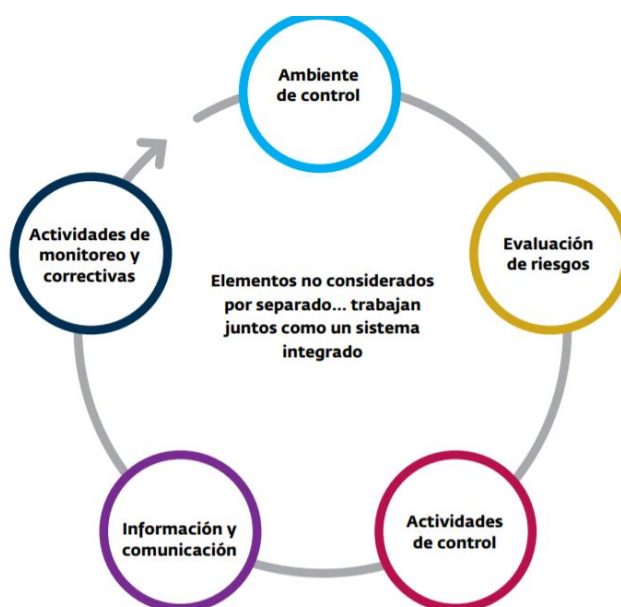 Ambiente
de control
Evaluación
de riesgos
Actividades
de control
Información y
comunicación
Actividades de
monitoreo y
correctivas
Elementos no considerados
por separado... trabajan
juntos como un sistema
integrado